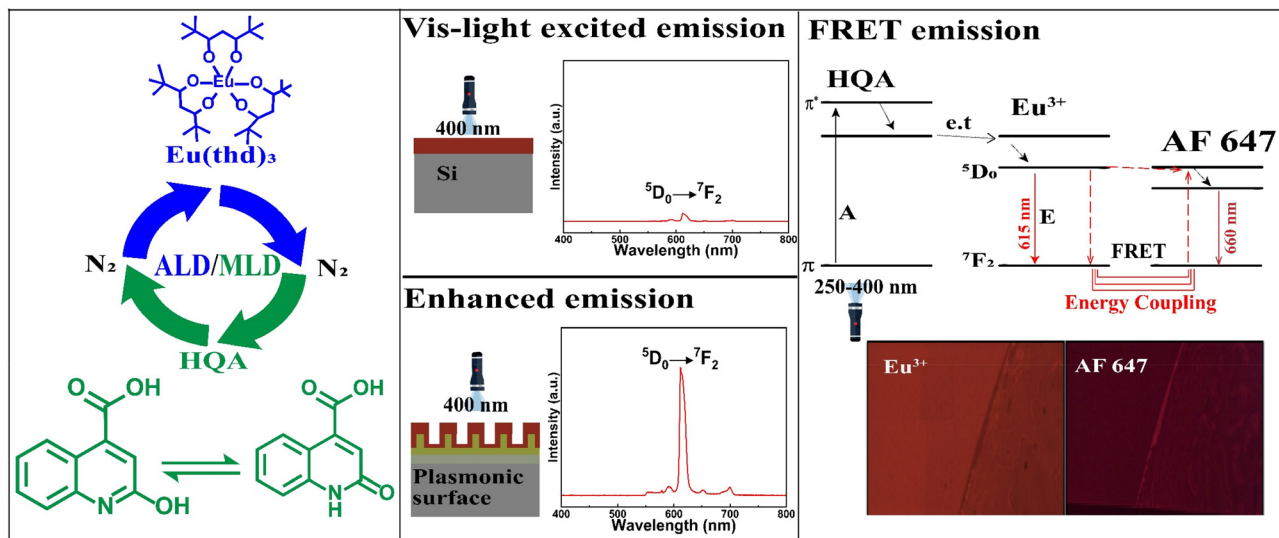 O
O
O
Eu
O
O
O
Eu(thd)₃
N₂
ALD/MLD
N₂
HQA
O
OH
N
OH
O
OH
N
H
O
Vis-light excited emission
400 nm
Si
Intensity (a.u.)
⁵D₀→⁷F₂
400 500 600 700 800
Wavelength (nm)
Enhanced emission
400 nm
Plasmonic
surface
Intensity (a.u.)
⁵D₀→⁷F₂
400 500 600 700 800
Wavelength (nm)
FRET emission
HQA
π*
Eu³⁺
e.t
AF 647
⁵D₀
A
615 nm
E
660 nm
FRET
π
⁷F₂
250-400 nm
Energy Coupling
Eu³⁺
AF 647